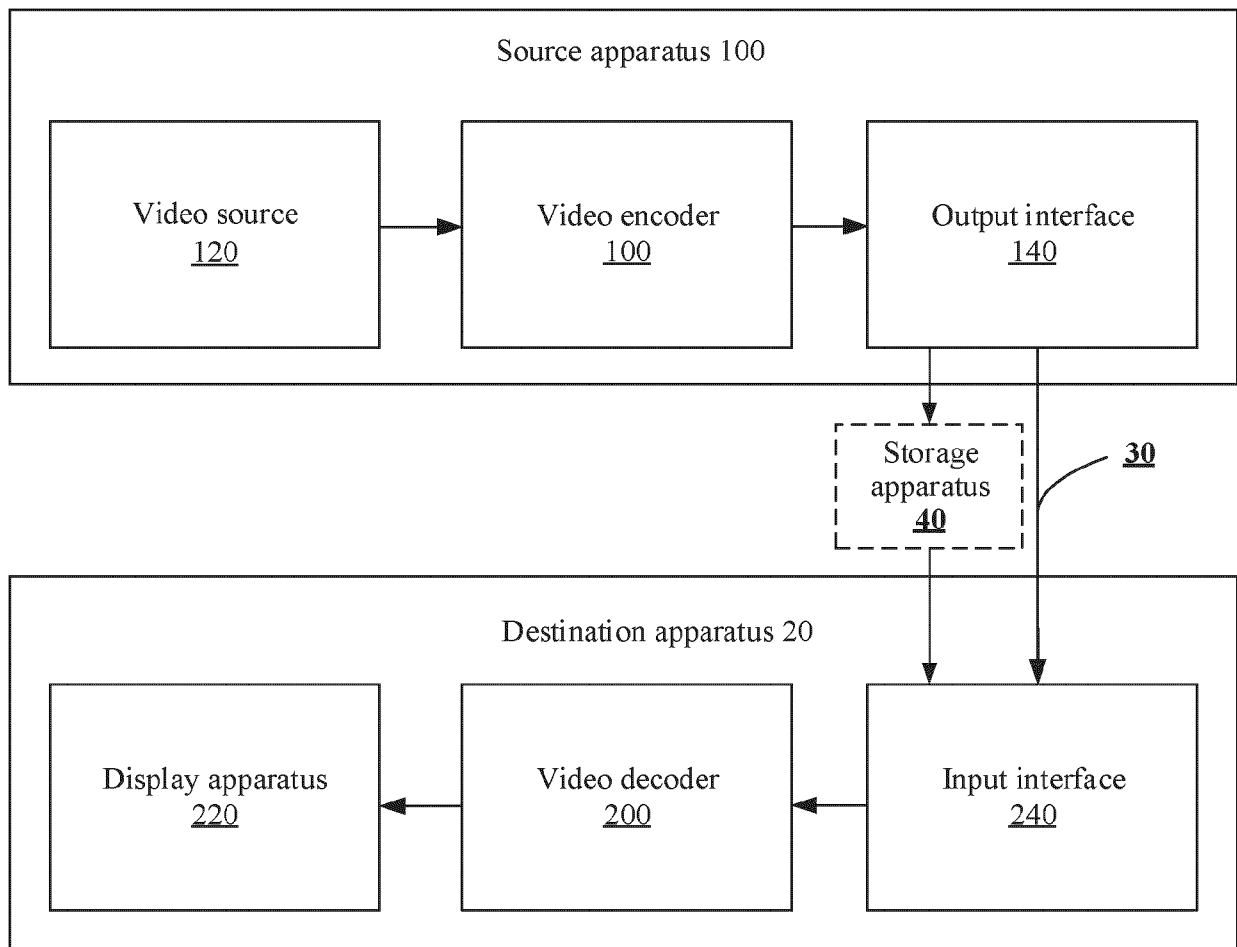 Source apparatus 100
Video source
120
Video encoder
100
Output interface
140
Storage
apparatus
40
30
Destination apparatus 20
Display apparatus
220
Video decoder
200
Input interface
240